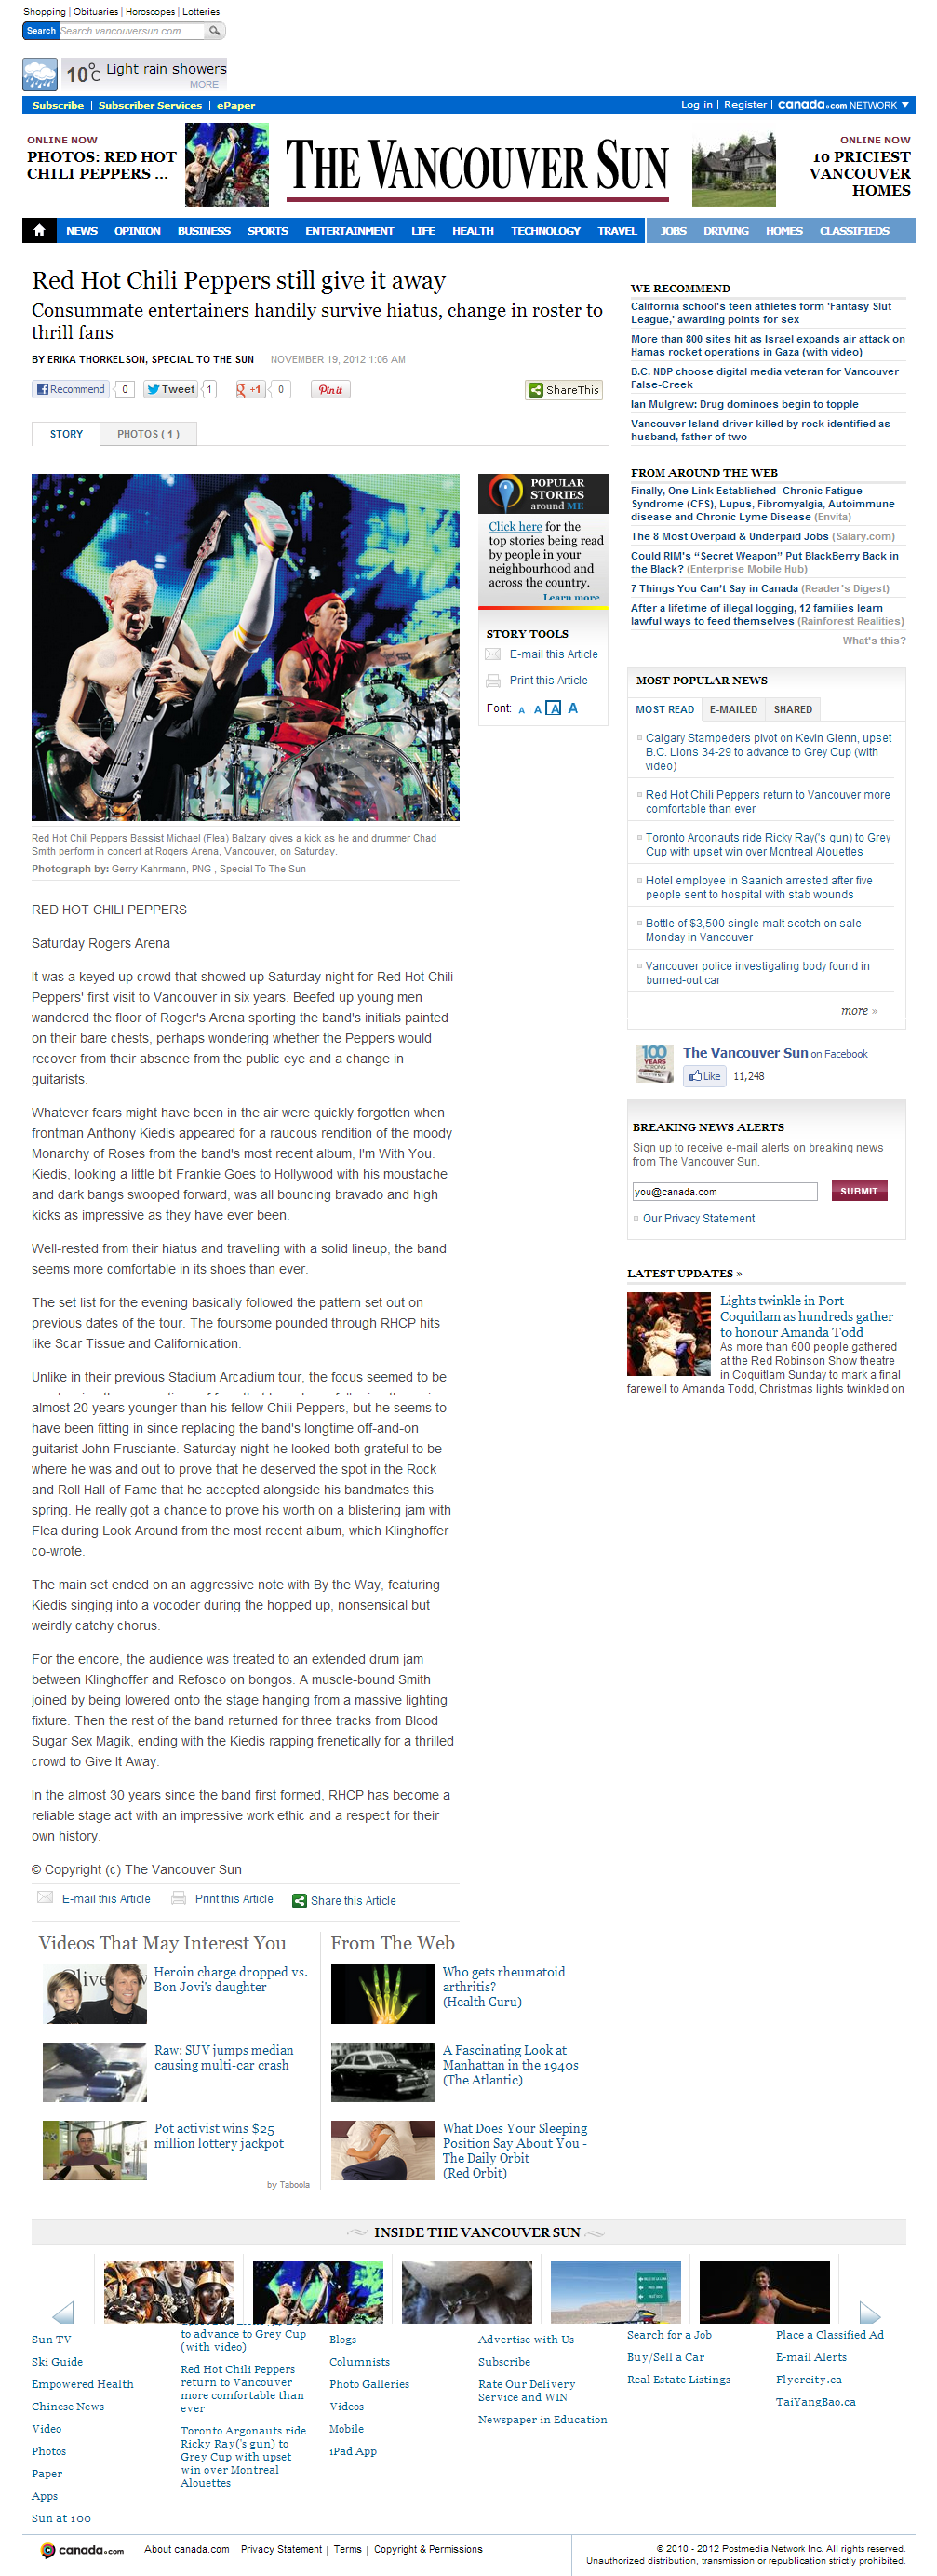 Shopping | Obituaries | Horoscopes | Lotteries
Search Search vancouversun.com...
10°C Light rain showers
MORE
Subscribe | Subscriber Services | ePaper
Log in | Register | canada.com NETWORK
ONLINE NOW
PHOTOS: RED HOT
CHILI PEPPERS ...
THE VANCOUVER SUN
ONLINE NOW
10 PRICIEST
VANCOUVER
HOMES
NEWS OPINION BUSINESS SPORTS ENTERTAINMENT LIFE HEALTH TECHNOLOGY TRAVEL JOBS DRIVING HOMES CLASSIFIEDS
Red Hot Chili Peppers still give it away
Consummate entertainers handily survive hiatus, change in roster to
thrill fans
BY ERIKA THORKELSON, SPECIAL TO THE SUN NOVEMBER 19, 2012 1:06 AM
Recommend 0 Tweet 1 +1 0 Pin it ShareThis
STORY PHOTOS ( 1 )
POPULAR
STORIES
around ME
Click here for the
top stories being read
by people in your
neighbourhood and
across the country.
Learn more
STORY TOOLS
E-mail this Article
Print this Article
Font: A A A A
Red Hot Chili Peppers Bassist Michael (Flea) Balzary gives a kick as he and drummer Chad
Smith perform in concert at Rogers Arena, Vancouver, on Saturday.
Photograph by: Gerry Kahrmann, PNG , Special To The Sun
RED HOT CHILI PEPPERS
Saturday Rogers Arena
It was a keyed up crowd that showed up Saturday night for Red Hot Chili
Peppers' first visit to Vancouver in six years. Beefed up young men
wandered the floor of Roger's Arena sporting the band's initials painted
on their bare chests, perhaps wondering whether the Peppers would
recover from their absence from the public eye and a change in
guitarists.
Whatever fears might have been in the air were quickly forgotten when
frontman Anthony Kiedis appeared for a raucous rendition of the moody
Monarchy of Roses from the band's most recent album, I'm With You.
Kiedis, looking a little bit Frankie Goes to Hollywood with his moustache
and dark bangs swooped forward, was all bouncing bravado and high
kicks as impressive as they have ever been.
Well-rested from their hiatus and travelling with a solid lineup, the band
seems more comfortable in its shoes than ever.
The set list for the evening basically followed the pattern set out on
previous dates of the tour. The foursome pounded through RHCP hits
like Scar Tissue and Californication.
Unlike in their previous Stadium Arcadium tour, the focus seemed to be
almost 20 years younger than his fellow Chili Peppers, but he seems to
have been fitting in since replacing the band's longtime off-and-on
guitarist John Frusciante. Saturday night he looked both grateful to be
where he was and out to prove that he deserved the spot in the Rock
and Roll Hall of Fame that he accepted alongside his bandmates this
spring. He really got a chance to prove his worth on a blistering jam with
Flea during Look Around from the most recent album, which Klinghoffer
co-wrote.
The main set ended on an aggressive note with By the Way, featuring
Kiedis singing into a vocoder during the hopped up, nonsensical but
weirdly catchy chorus.
For the encore, the audience was treated to an extended drum jam
between Klinghoffer and Refosco on bongos. A muscle-bound Smith
joined by being lowered onto the stage hanging from a massive lighting
fixture. Then the rest of the band returned for three tracks from Blood
Sugar Sex Magik, ending with the Kiedis rapping frenetically for a thrilled
crowd to Give It Away.
In the almost 30 years since the band first formed, RHCP has become a
reliable stage act with an impressive work ethic and a respect for their
own history.
© Copyright (c) The Vancouver Sun
E-mail this Article Print this Article Share this Article
WE RECOMMEND
California school's teen athletes form 'Fantasy Slut
League,' awarding points for sex
More than 800 sites hit as Israel expands air attack on
Hamas rocket operations in Gaza (with video)
B.C. NDP choose digital media veteran for Vancouver
False-Creek
Ian Mulgrew: Drug dominoes begin to topple
Vancouver Island driver killed by rock identified as
husband, father of two
FROM AROUND THE WEB
Finally, One Link Established- Chronic Fatigue
Syndrome (CFS), Lupus, Fibromyalgia, Autoimmune
disease and Chronic Lyme Disease (Envita)
The 8 Most Overpaid & Underpaid Jobs (Salary.com)
Could RIM's “Secret Weapon” Put BlackBerry Back in
the Black? (Enterprise Mobile Hub)
7 Things You Can't Say in Canada (Reader's Digest)
After a lifetime of illegal logging, 12 families learn
lawful ways to feed themselves (Rainforest Realities)
What's this?
MOST POPULAR NEWS
MOST READ E-MAILED SHARED
Calgary Stampeders pivot on Kevin Glenn, upset
B.C. Lions 34-29 to advance to Grey Cup (with
video)
Red Hot Chili Peppers return to Vancouver more
comfortable than ever
Toronto Argonauts ride Ricky Ray('s gun) to Grey
Cup with upset win over Montreal Alouettes
Hotel employee in Saanich arrested after five
people sent to hospital with stab wounds
Bottle of $3,500 single malt scotch on sale
Monday in Vancouver
Vancouver police investigating body found in
burned-out car
more »
100
YEARS
The Vancouver Sun on Facebook
Like 11,248
BREAKING NEWS ALERTS
Sign up to receive e-mail alerts on breaking news
from The Vancouver Sun.
you@canada.com SUBMIT
Our Privacy Statement
LATEST UPDATES »
Lights twinkle in Port
Coquitlam as hundreds gather
to honour Amanda Todd
As more than 600 people gathered
at the Red Robinson Show theatre
in Coquitlam Sunday to mark a final
farewell to Amanda Todd, Christmas lights twinkled on
Videos That May Interest You
Heroin charge dropped vs.
Bon Jovi's daughter
Raw: SUV jumps median
causing multi-car crash
Pot activist wins $25
million lottery jackpot
by Taboola
From The Web
Who gets rheumatoid
arthritis?
(Health Guru)
A Fascinating Look at
Manhattan in the 1940s
(The Atlantic)
What Does Your Sleeping
Position Say About You -
The Daily Orbit
(Red Orbit)
INSIDE THE VANCOUVER SUN
Sun TV
Ski Guide
Empowered Health
Chinese News
Video
Photos
Paper
Apps
Sun at 100
to advance to Grey Cup
(with video)
Red Hot Chili Peppers
return to Vancouver
more comfortable than
ever
Toronto Argonauts ride
Ricky Ray('s gun) to
Grey Cup with upset
win over Montreal
Alouettes
Blogs
Columnists
Photo Galleries
Videos
Mobile
iPad App
Advertise with Us
Subscribe
Rate Our Delivery
Service and WIN
Newspaper in Education
Search for a Job
Buy/Sell a Car
Real Estate Listings
Place a Classified Ad
E-mail Alerts
Flyercity.ca
TaiYangBao.ca
canada.com About canada.com | Privacy Statement | Terms | Copyright & Permissions
© 2010 - 2012 Postmedia Network Inc. All rights reserved.
Unauthorized distribution, transmission or republication strictly prohibited.